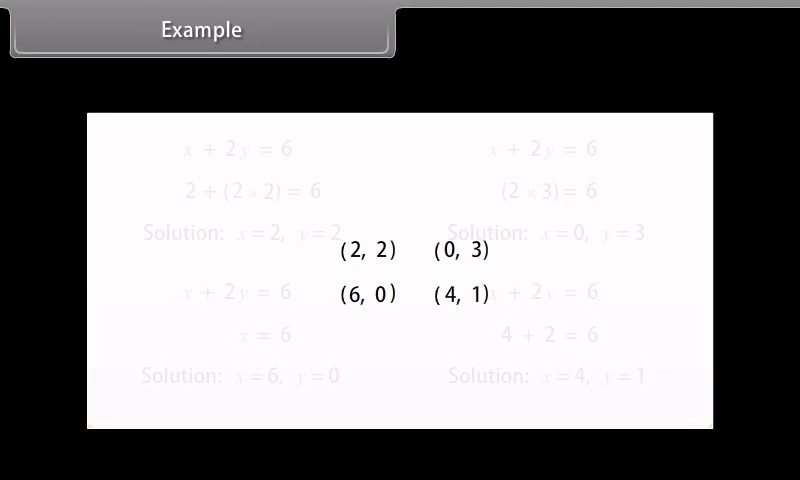 Example
x + 2y = 6
x + 2y = 6
2 + (2 × 2) = 6
(2 × 3) = 6
Solution: x = 2, y = 2
Solution: x = 0, y = 3
(2, 2) (0, 3)
(6, 0) (4, 1)
x + 2y = 6
x + 2y = 6
x = 6
4 + 2 = 6
Solution: x = 6, y = 0
Solution: x = 4, y = 1